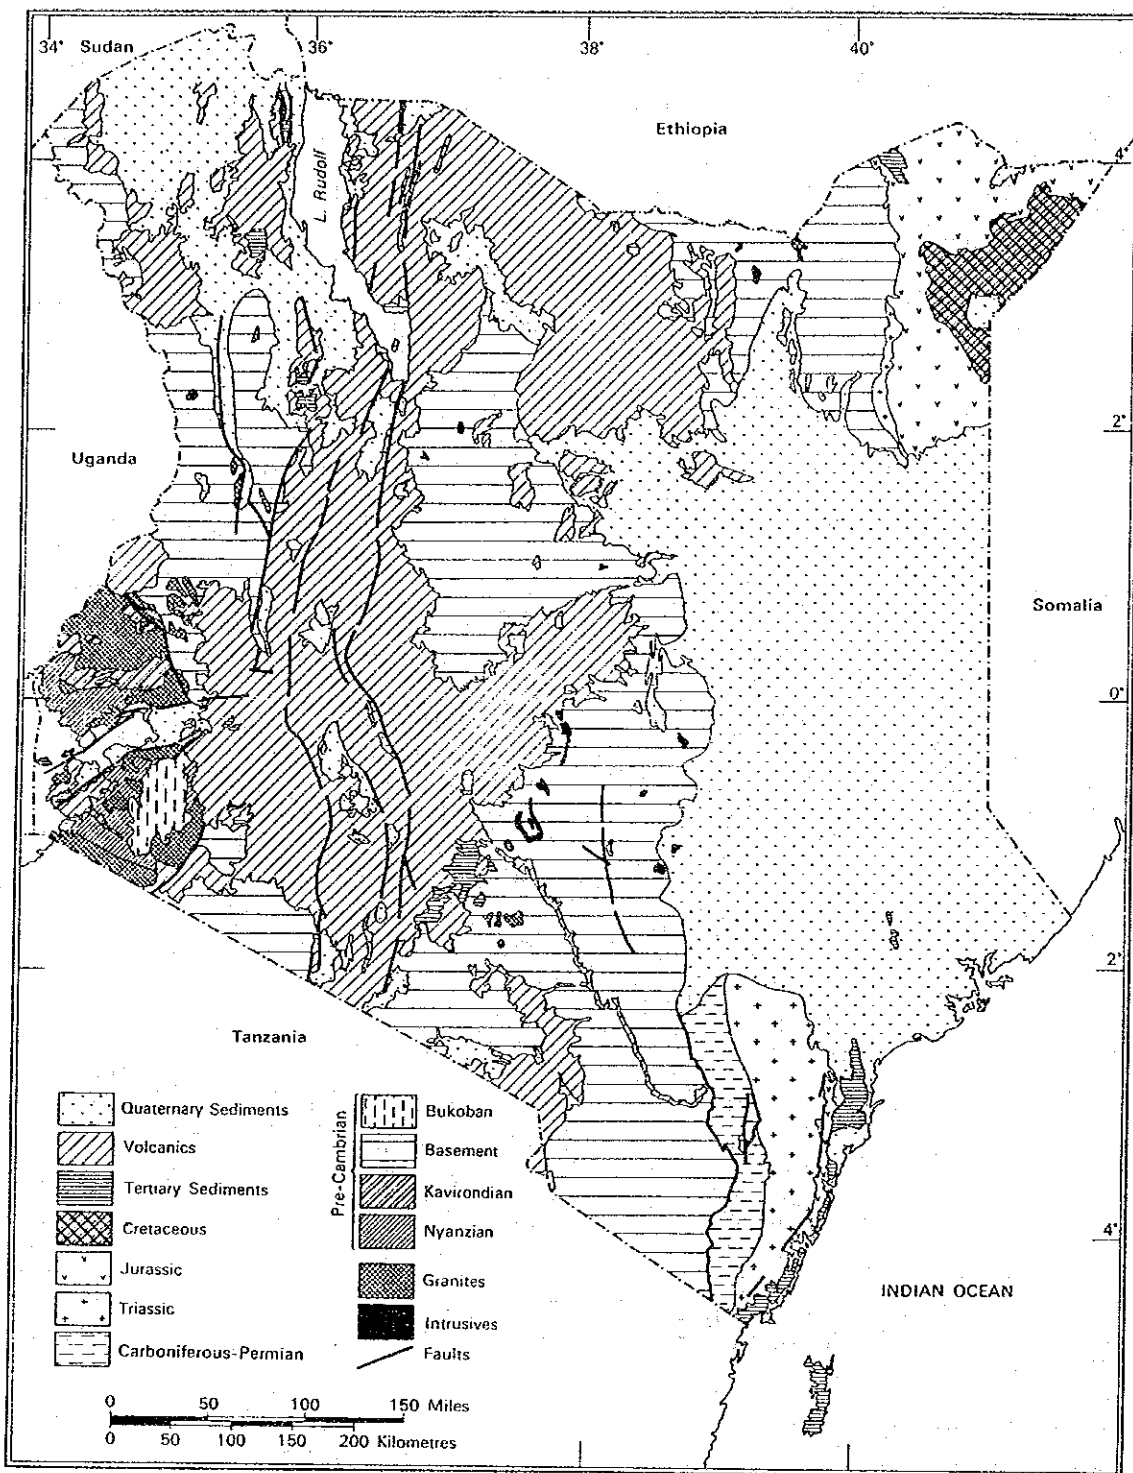 34° 36° 38° 40°
Sudan
Ethiopia
4°
L. Rudolf
2°
Uganda
Somalia
0°
2°
Tanzania
Quaternary Sediments
Volcanics
Tertiary Sediments
Cretaceous
Jurassic
Triassic
Carboniferous-Permian
Pre-Cambrian
Bukoban
Basement
Kavirondian
Nyanzian
Granites
Intrusives
Faults
4°
INDIAN OCEAN
0 50 100 150 Miles
0 50 100 150 200 Kilometres